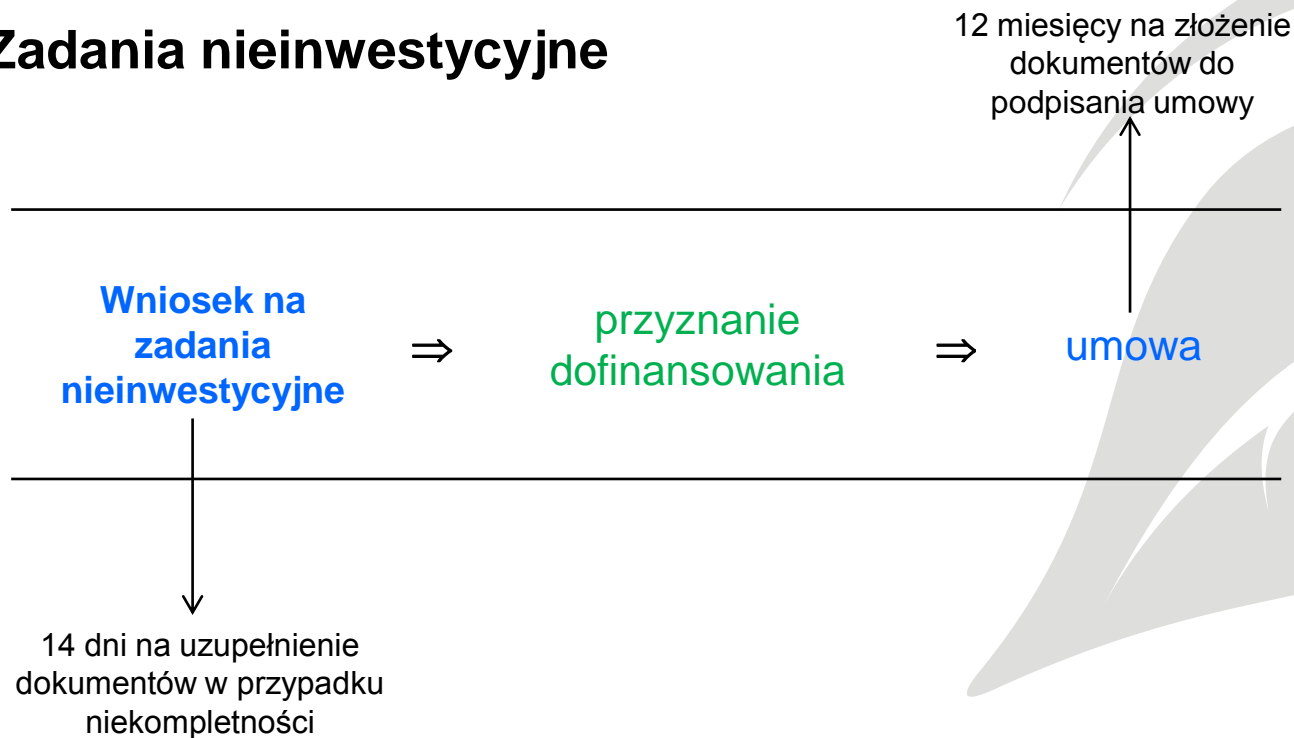 Zadania nieinwestycyjne
12 miesięcy na złożenie
dokumentów do
podpisania umowy
Wniosek na
zadania
nieinwestycyjne
⇒
przyznanie
dofinansowania
⇒
umowa
14 dni na uzupełnienie
dokumentów w przypadku
niekompletności